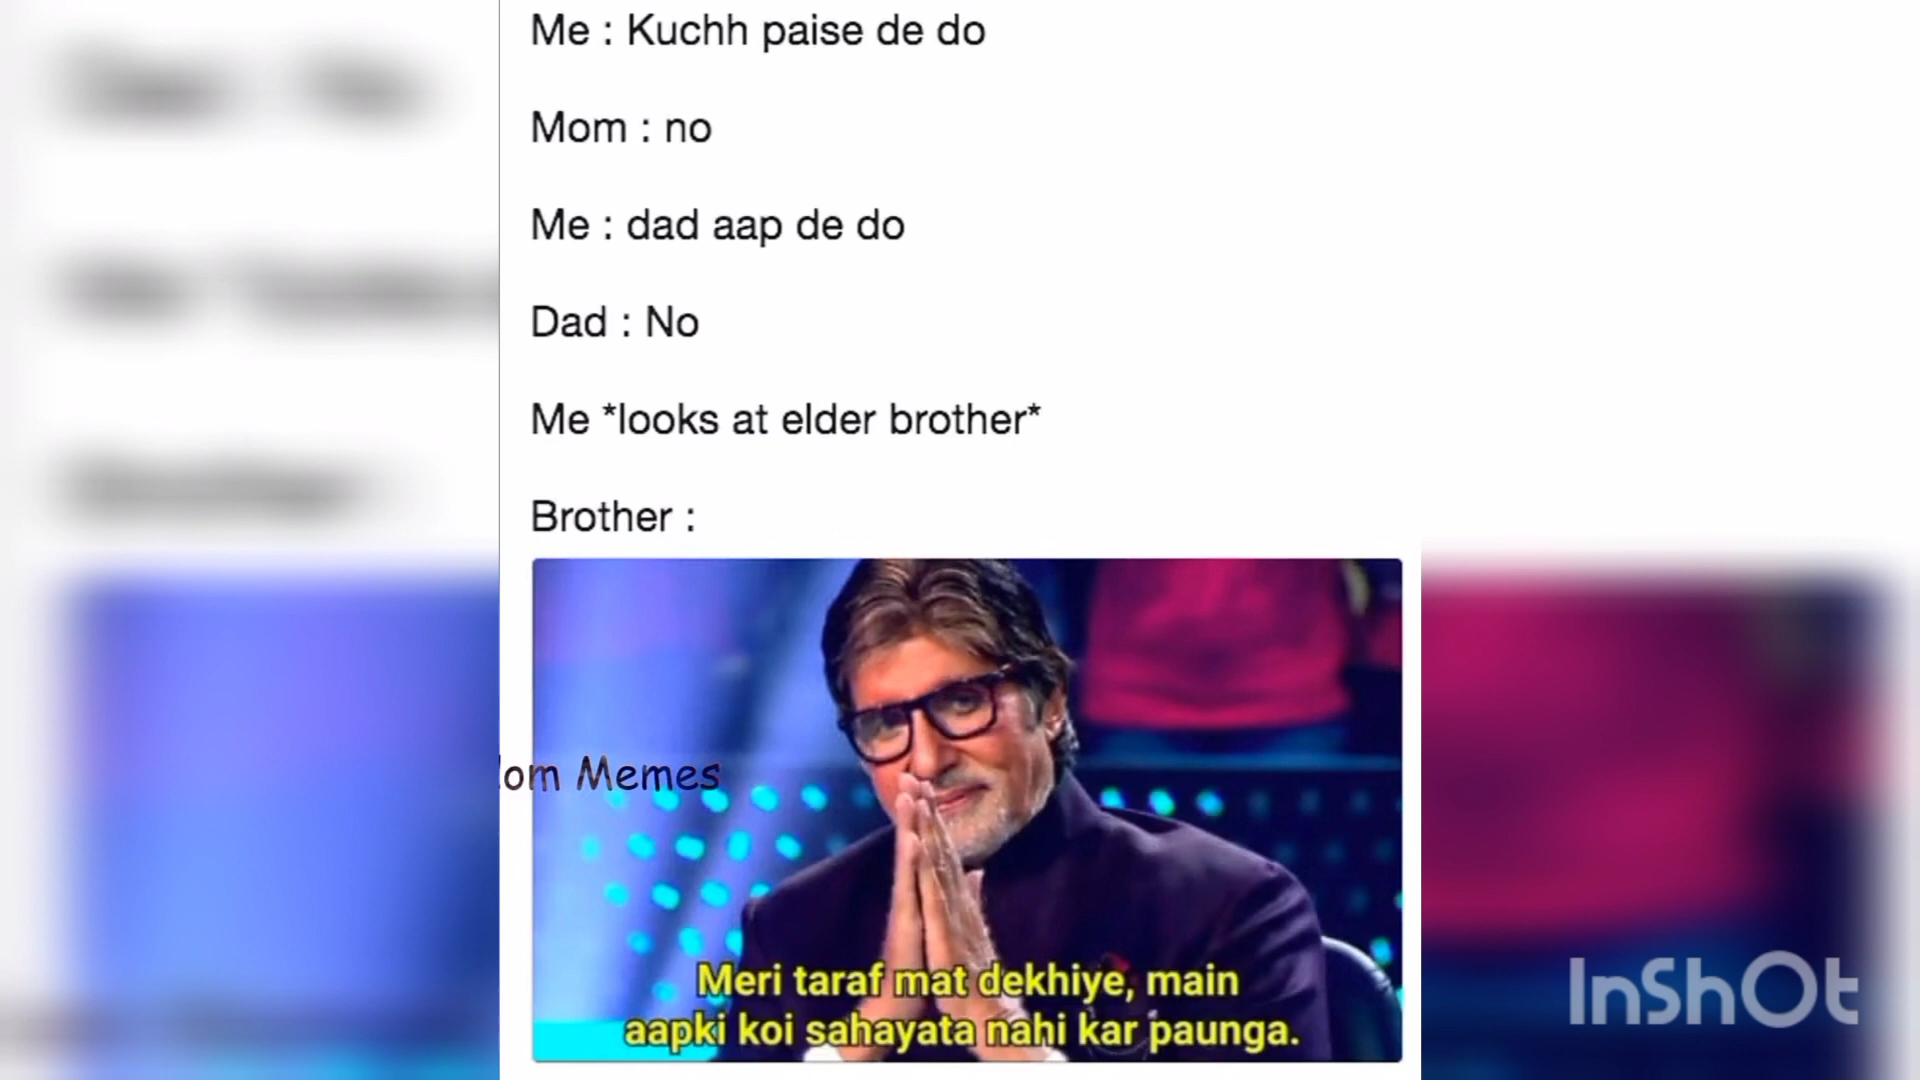 Me : Kuchh paise de do
Mom : no
Me : dad aap de do
Dad : No
Me *looks at elder brother*
Brother :
dom Memes
Meri taraf mat dekhiye, main
aapki koi sahayata nahi kar paunga.
InShOt